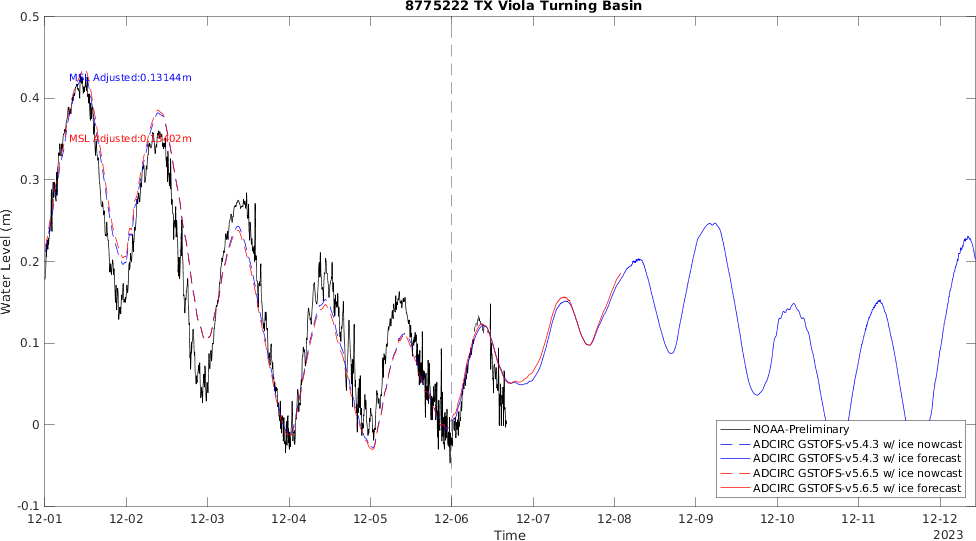 8775222 TX Viola Turning Basin
0.5
0.4
0.3
0.2
0.1
0
-0.1
Water Level (m)
MSL Adjusted:0.13144m
MSL Adjusted:
NOAA-Preliminary
ADCIRC GSTOFS-v5.4.3 w/ ice nowcast
ADCIRC GSTOFS-v5.4.3 w/ ice forecast
ADCIRC GSTOFS-v5.6.5 w/ ice nowcast
ADCIRC GSTOFS-v5.6.5 w/ ice forecast
12-01 12-02 12-03 12-04 12-05 12-06 12-07 12-08 12-09 12-10 12-11 12-12
Time
2023